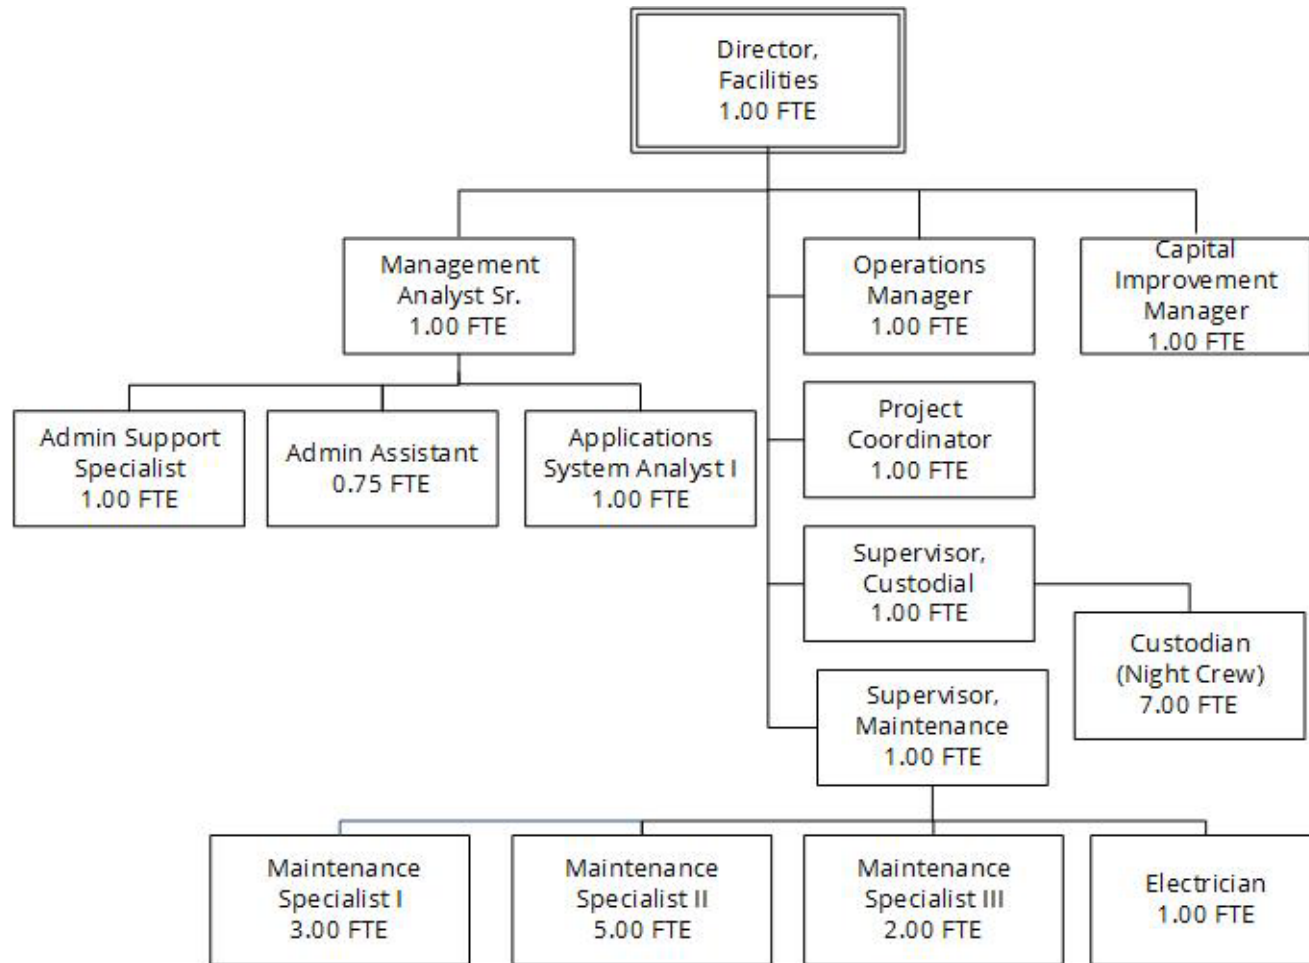 Director,
Facilities
1.00 FTE
Management
Analyst Sr.
1.00 FTE
Operations
Manager
1.00 FTE
Capital
Improvement
Manager
1.00 FTE
Admin Support
Specialist
1.00 FTE
Admin Assistant
0.75 FTE
Applications
System Analyst I
1.00 FTE
Project
Coordinator
1.00 FTE
Supervisor,
Custodial
1.00 FTE
Custodian
(Night Crew)
7.00 FTE
Supervisor,
Maintenance
1.00 FTE
Maintenance
Specialist I
3.00 FTE
Maintenance
Specialist II
5.00 FTE
Maintenance
Specialist III
2.00 FTE
Electrician
1.00 FTE